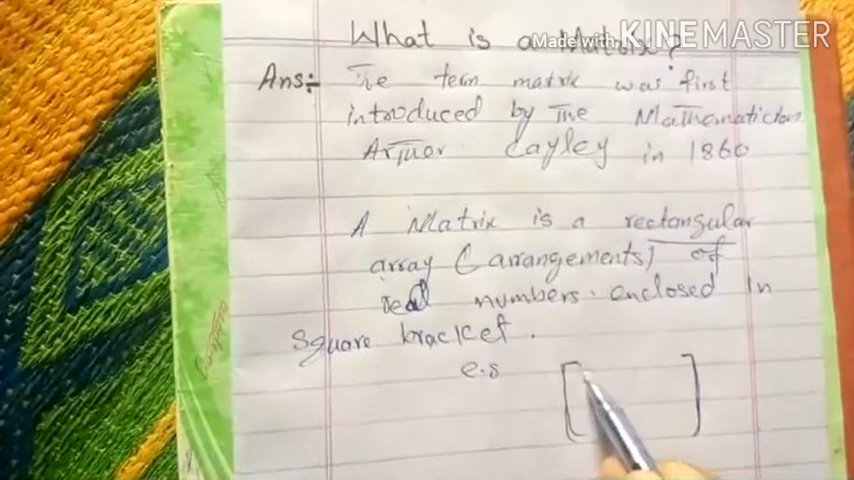 What is a Matrix?
Made with KINEMASTER
Ans:- The term matrix was first
introduced by The Mathematician
Arthur Cayley in 1860
A Matrix is a rectangular
array (arrangements) of
real numbers. enclosed in
square bracket.
e.g [ ]